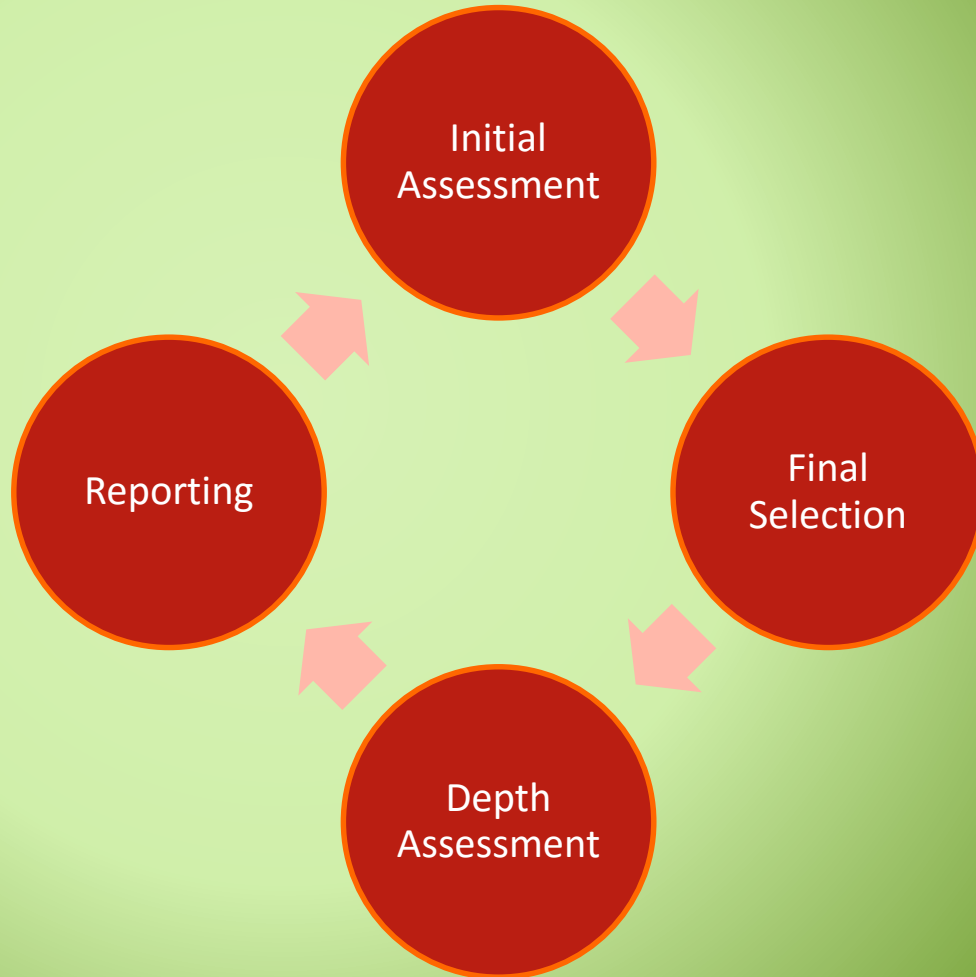 Initial
Assessment
Final
Selection
Depth
Assessment
Reporting